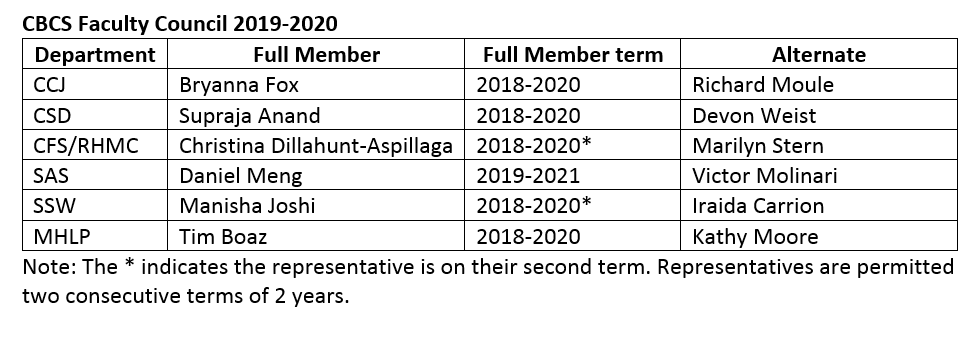 CBCS Faculty Council 2019-2020
Department Full Member Full Member term Alternate
CCJ Bryanna Fox 2018-2020 Richard Moule
CSD Supraja Anand 2018-2020 Devon Weist
CFS/RHMC Christina Dillahunt-Aspillaga 2018-2020* Marilyn Stern
SAS Daniel Meng 2019-2021 Victor Molinari
SSW Manisha Joshi 2018-2020* Iraida Carrion
MHLP Tim Boaz 2018-2020 Kathy Moore
Note: The * indicates the representative is on their second term. Representatives are permitted
two consecutive terms of 2 years.